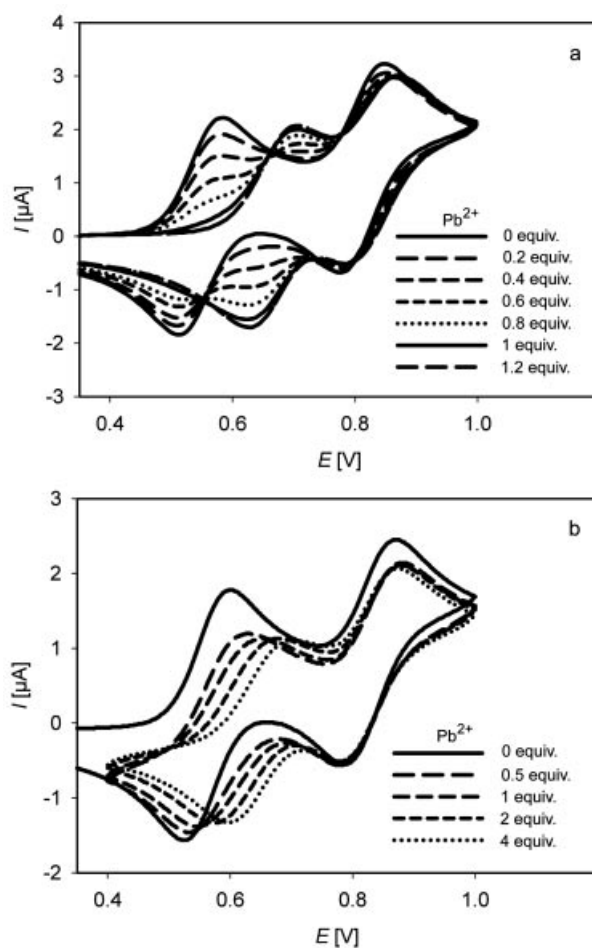 a
4
3
2
1
0
-1
-2
-3
I [µA]
Pb2+
0 equiv.
0.2 equiv.
0.4 equiv.
0.6 equiv.
0.8 equiv.
1 equiv.
1.2 equiv.
0.4 0.6 0.8 1.0
E [V]
b
3
2
1
0
-1
-2
I [µA]
Pb2+
0 equiv.
0.5 equiv.
1 equiv.
2 equiv.
4 equiv.
0.4 0.6 0.8 1.0
E [V]